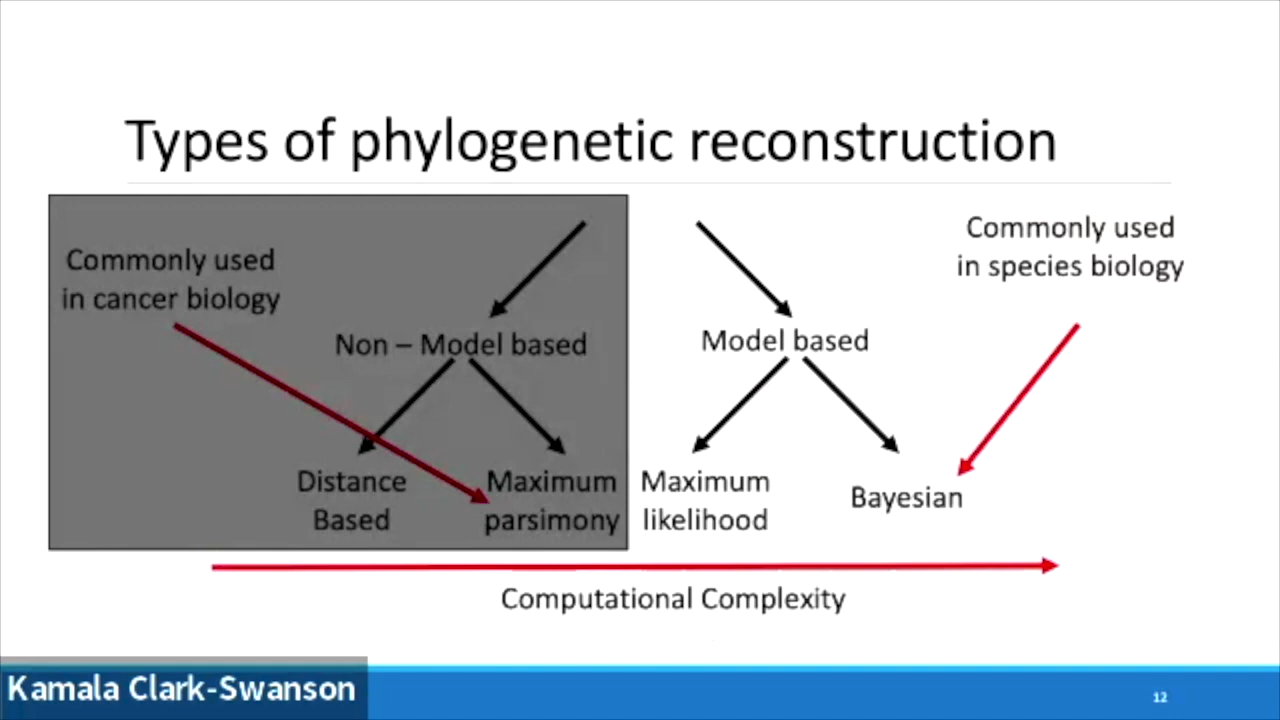 Types of phylogenetic reconstruction
Commonly used
in cancer biology
Commonly used
in species biology
Non – Model based
Model based
Distance
Based
Maximum
parsimony
Maximum
likelihood
Bayesian
Computational Complexity
Kamala Clark-Swanson
12